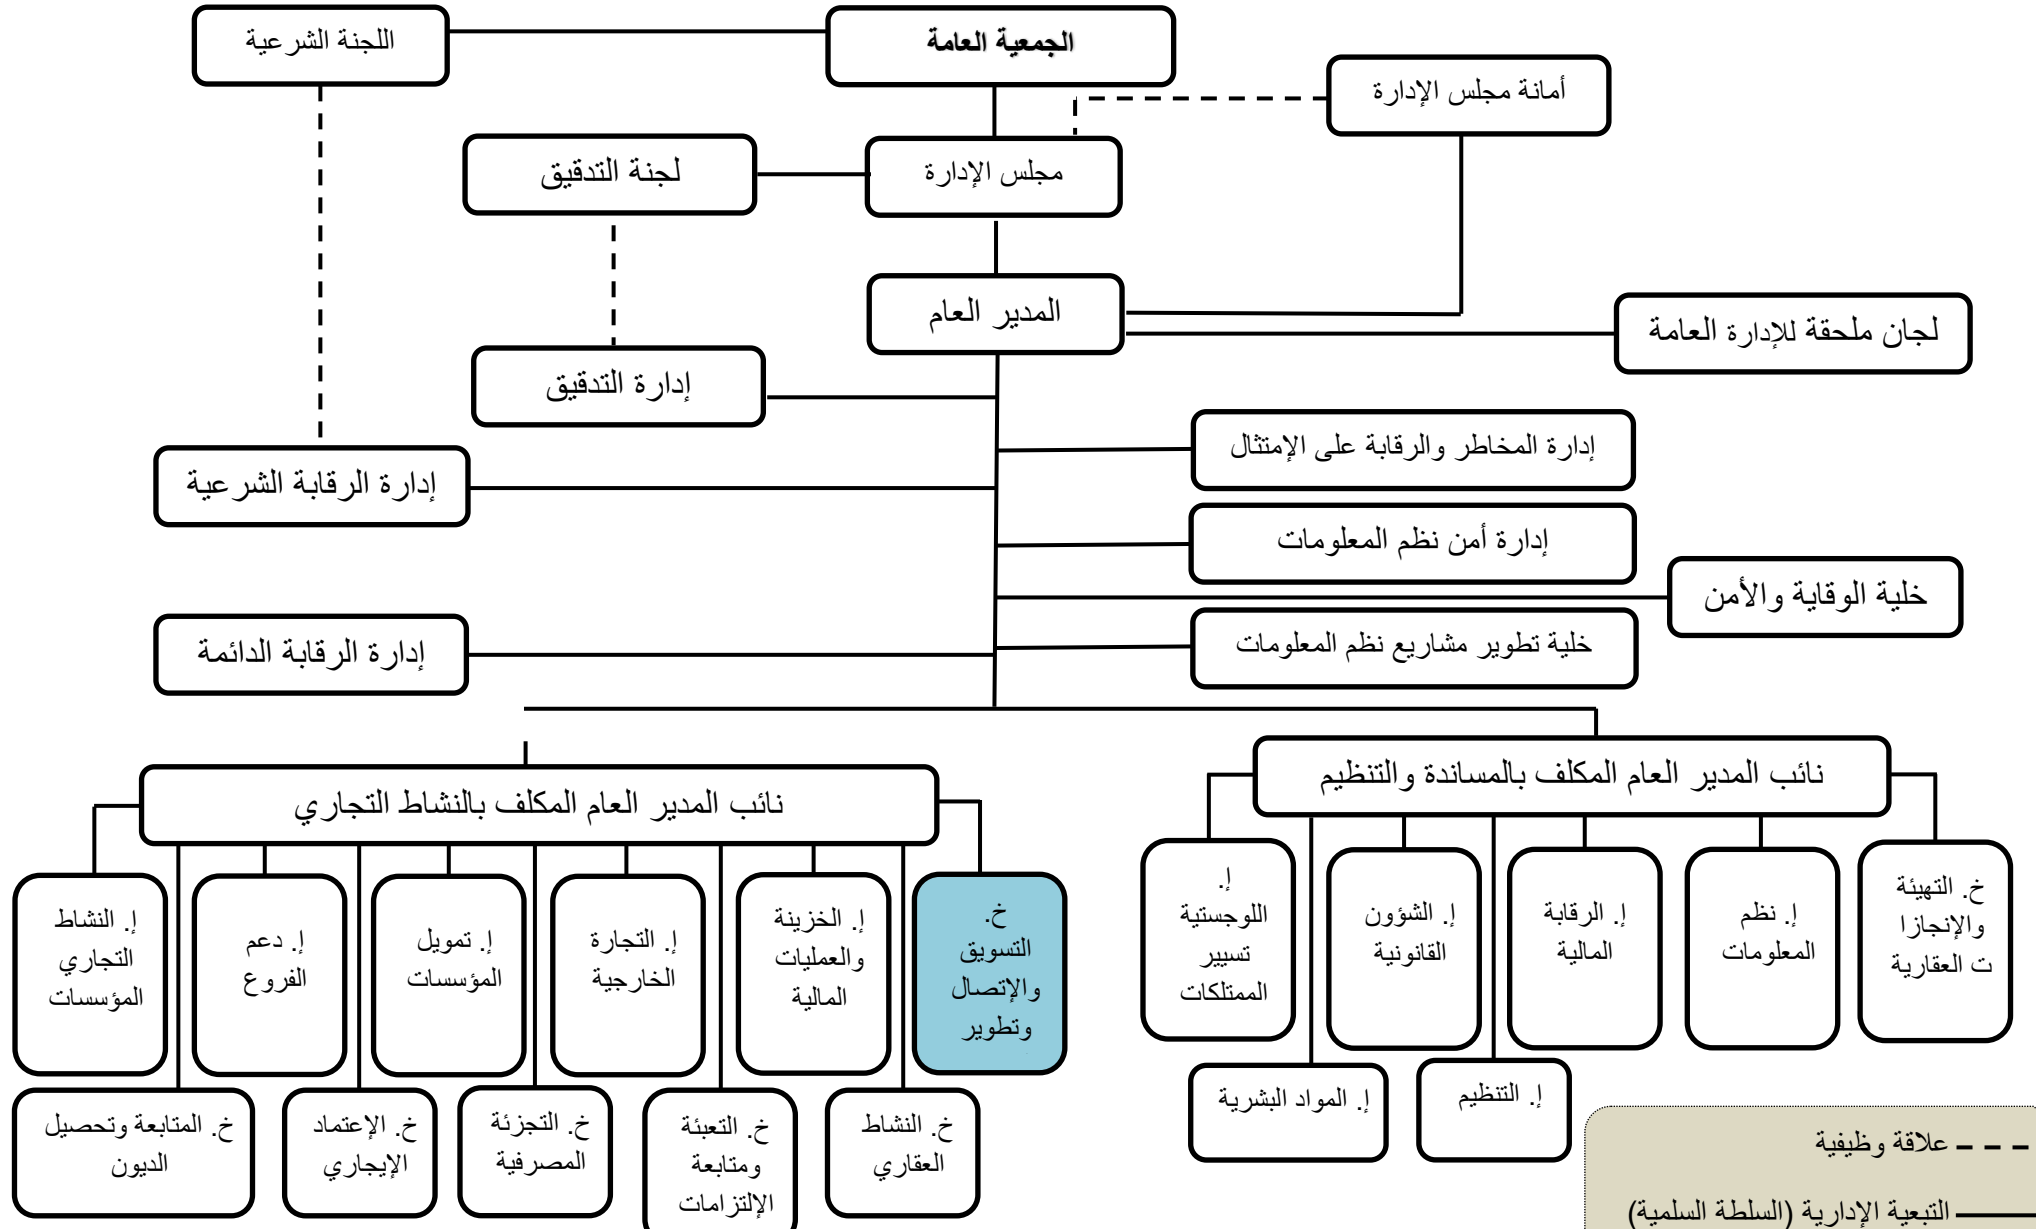 الجمعية العامة
اللجنة الشرعية
أمانة مجلس الإدارة
مجلس الإدارة
لجنة التدقيق
المدير العام
لجان ملحقة للإدارة العامة
إدارة التدقيق
إدارة المخاطر والرقابة على الإمتثال
إدارة الرقابة الشرعية
إدارة أمن نظم المعلومات
خلية الوقاية والأمن
خلية تطوير مشاريع نظم المعلومات
إدارة الرقابة الدائمة
نائب المدير العام المكلف بالمساندة والتنظيم
نائب المدير العام المكلف بالنشاط التجاري
خ. التهيئة
والإنجازا
ت العقارية
إ. نظم
المعلومات
إ. الرقابة
المالية
إ. الشؤون
القانونية
إ.
اللوجستية
تسيير
الممتلكات
خ.
التسويق
والإتصال
وتطوير
إ. الخزينة
والعمليات
المالية
إ. التجارة
الخارجية
إ. تمويل
المؤسسات
إ. دعم
الفروع
إ. النشاط
التجاري
المؤسسات
إ. التنظيم
إ. المواد البشرية
خ. النشاط
العقاري
خ. التعبئة
ومتابعة
الإلتزامات
خ. التجزئة
المصرفية
خ. الإعتماد
الإيجاري
خ. المتابعة وتحصيل
الديون
علاقة وظيفية
التبعية الإدارية (السلطة السلمية)